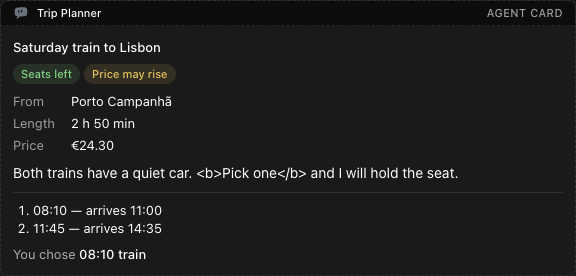 Trip Planner AGENT CARD
Saturday train to Lisbon
Seats left Price may rise
From Porto Campanhã
Length 2 h 50 min
Price €24.30
Both trains have a quiet car. <b>Pick one</b> and I will hold the seat.
1. 08:10 — arrives 11:00
2. 11:45 — arrives 14:35
You chose 08:10 train